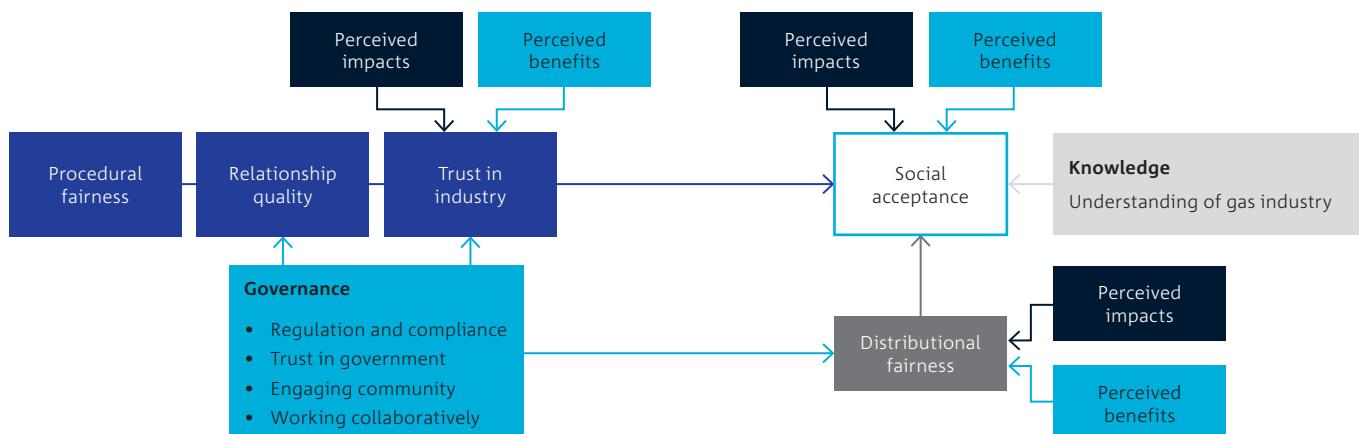 Perceived
impacts
Perceived
benefits
Perceived
impacts
Perceived
benefits
Procedural
fairness
Relationship
quality
Trust in
industry
Social
acceptance
Knowledge
Understanding of gas industry
Governance
• Regulation and compliance
• Trust in government
• Engaging community
• Working collaboratively
Distributional
fairness
Perceived
impacts
Perceived
benefits